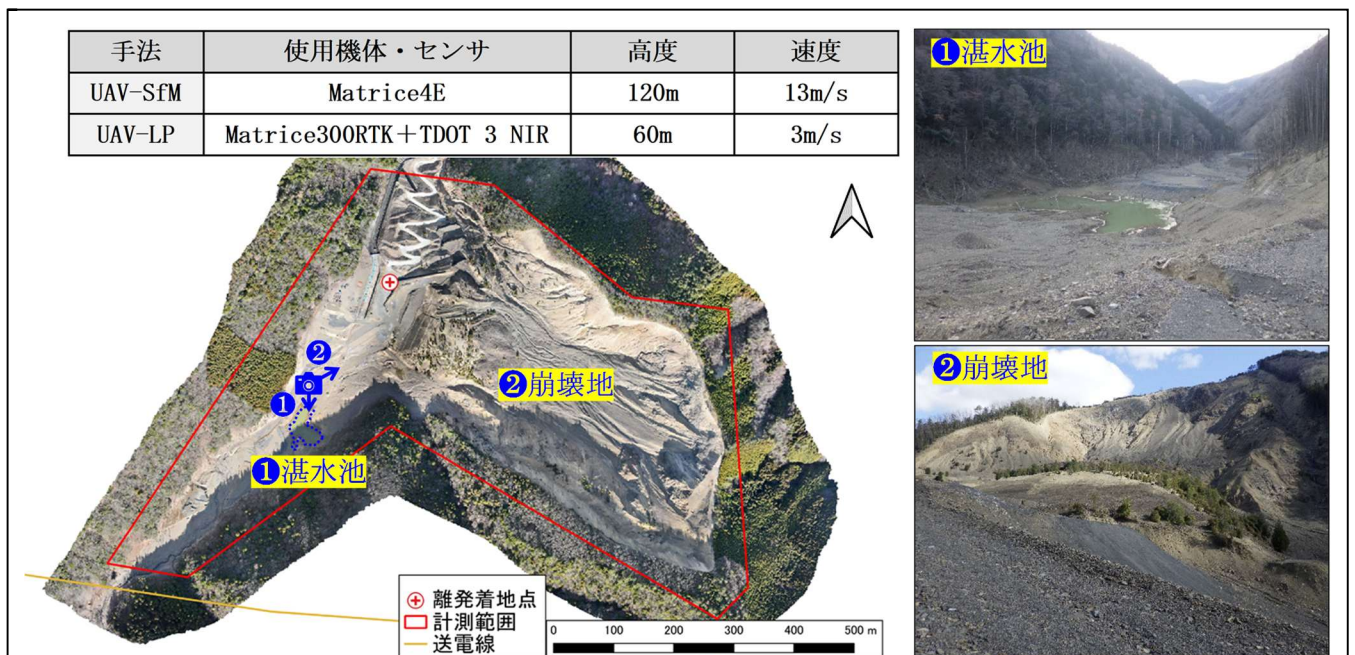 手法 使用機体・センサ 高度 速度
UAV-SfM Matrice4E 120m 13m/s
UAV-LP Matrice300RTK＋TDOT 3 NIR 60m 3m/s
❷
❶
❷崩壊地
❶湛水池
離発着地点
計測範囲
送電線
0 100 200 300 400 500 m
❶湛水池
❷崩壊地